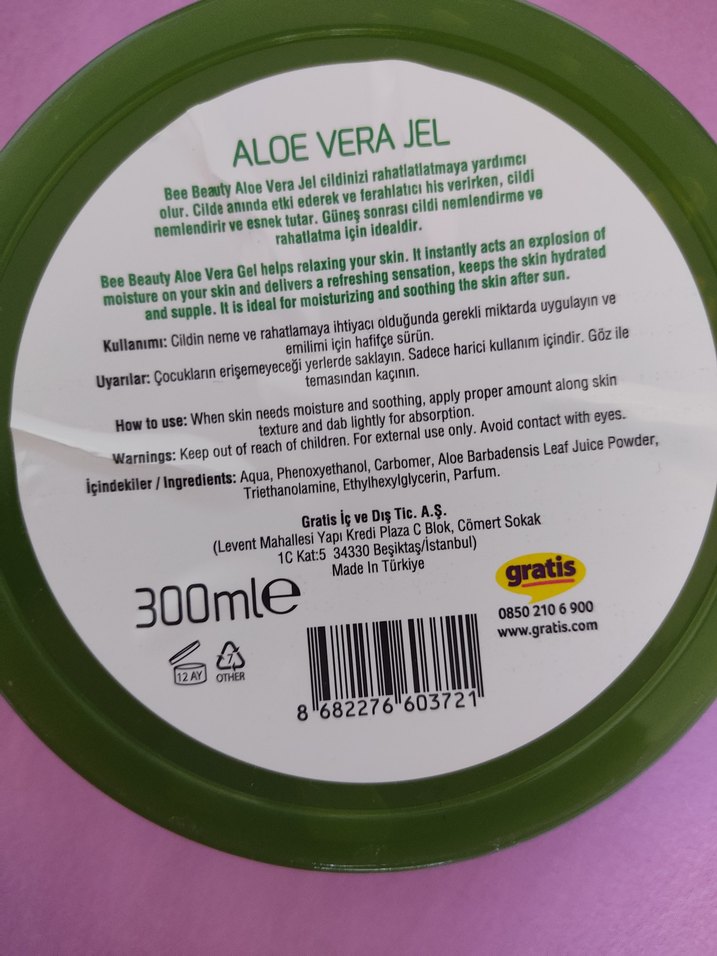 ALOE VERA JEL
Bee Beauty Aloe Vera Jel cildinizi rahatlatlatmaya yardımcı
olur. Cilde anında etki ederek ve ferahlatıcı his verirken, cildi
nemlendirir ve esnek tutar. Güneş sonrası cildi nemlendirme ve
rahatlatma için idealdir.
Bee Beauty Aloe Vera Gel helps relaxing your skin. It instantly acts an explosion of
moisture on your skin and delivers a refreshing sensation, keeps the skin hydrated
and supple. It is ideal for moisturizing and soothing the skin after sun.
Kullanımı: Cildin neme ve rahatlamaya ihtiyacı olduğunda gerekli miktarda uygulayın ve
emilimi için hafifçe sürün.
Uyarılar: Çocukların erişemeyeceği yerlerde saklayın. Sadece harici kullanım içindir. Göz ile
temasından kaçının.
How to use: When skin needs moisture and soothing, apply proper amount along skin
texture and dab lightly for absorption.
Warnings: Keep out of reach of children. For external use only. Avoid contact with eyes.
İçindekiler / Ingredients: Aqua, Phenoxyethanol, Carbomer, Aloe Barbadensis Leaf Juice Powder,
Triethanolamine, Ethylhexylglycerin, Parfum.
Gratis İç ve Dış Tic. A.Ş.
(Levent Mahallesi Yapı Kredi Plaza C Blok, Cömert Sokak
1C Kat:5 34330 Beşiktaş/İstanbul)
Made In Türkiye
300ml e
gratis
0850 210 6 900
www.gratis.com
12 AY
7
OTHER
8 682276 603721